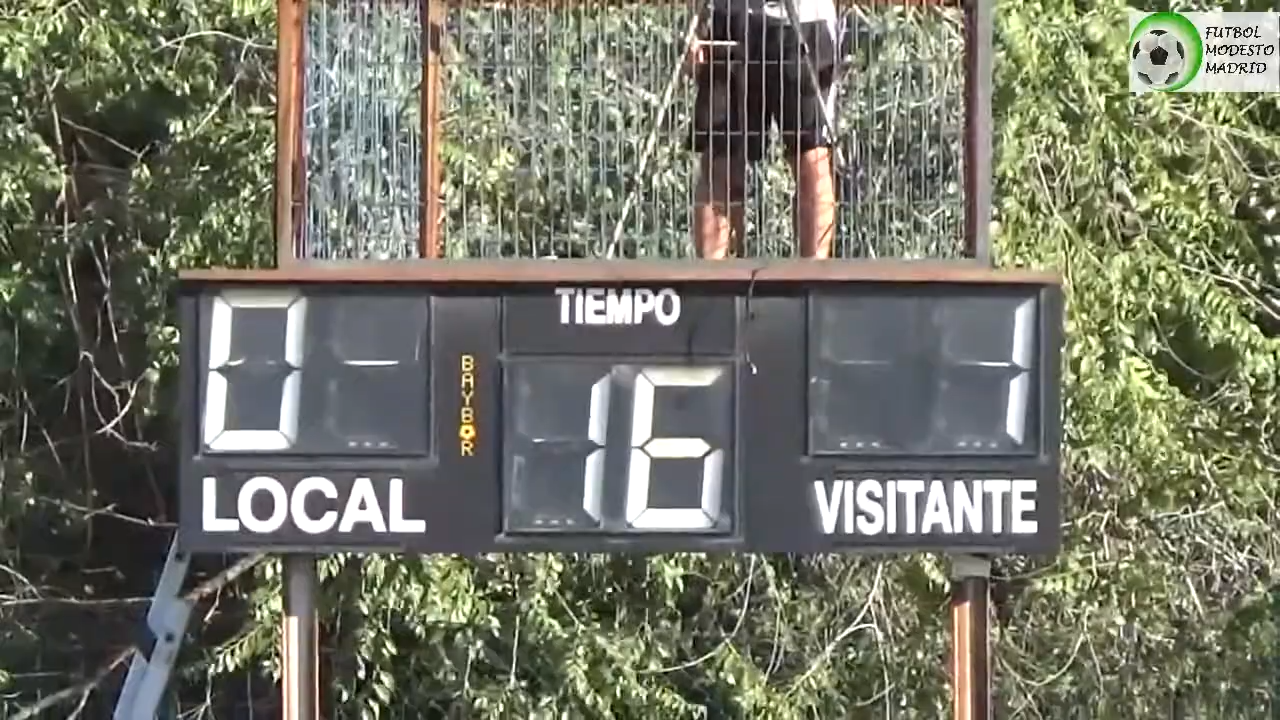 FUTBOL
MODESTO
MADRID
TIEMPO
0 16 1
BAYBOR
LOCAL VISITANTE